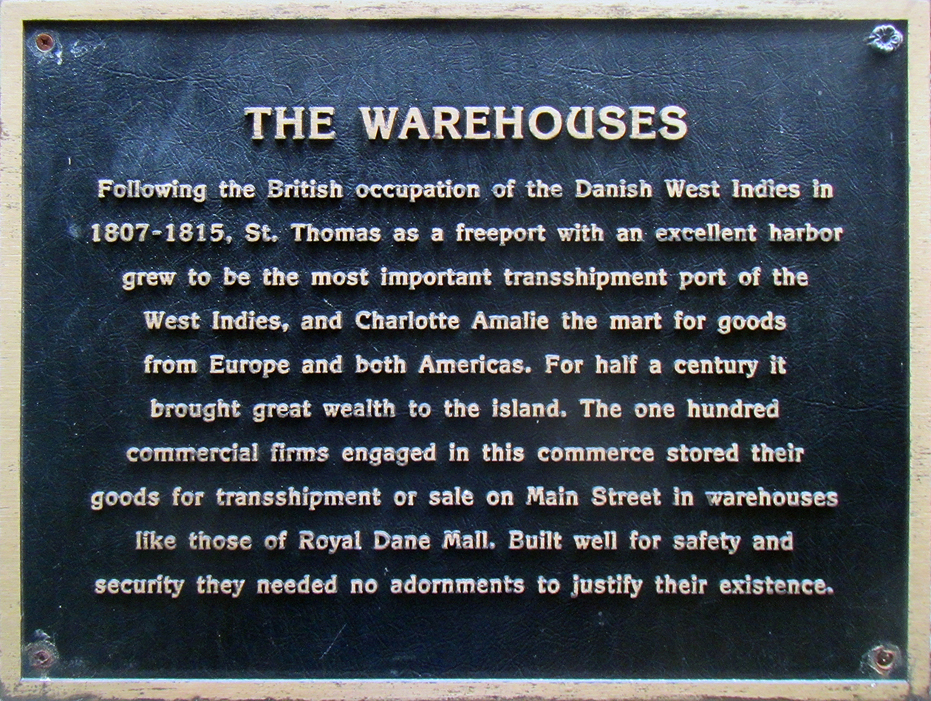 THE WAREHOUSES
Following the British occupation of the Danish West Indies in
1807-1815, St. Thomas as a freeport with an excellent harbor
grew to be the most important transshipment port of the
West Indies, and Charlotte Amalie the mart for goods
from Europe and both Americas. For half a century it
brought great wealth to the island. The one hundred
commercial firms engaged in this commerce stored their
goods for transshipment or sale on Main Street in warehouses
like those of Royal Dane Mall. Built well for safety and
security they needed no adornments to justify their existence.